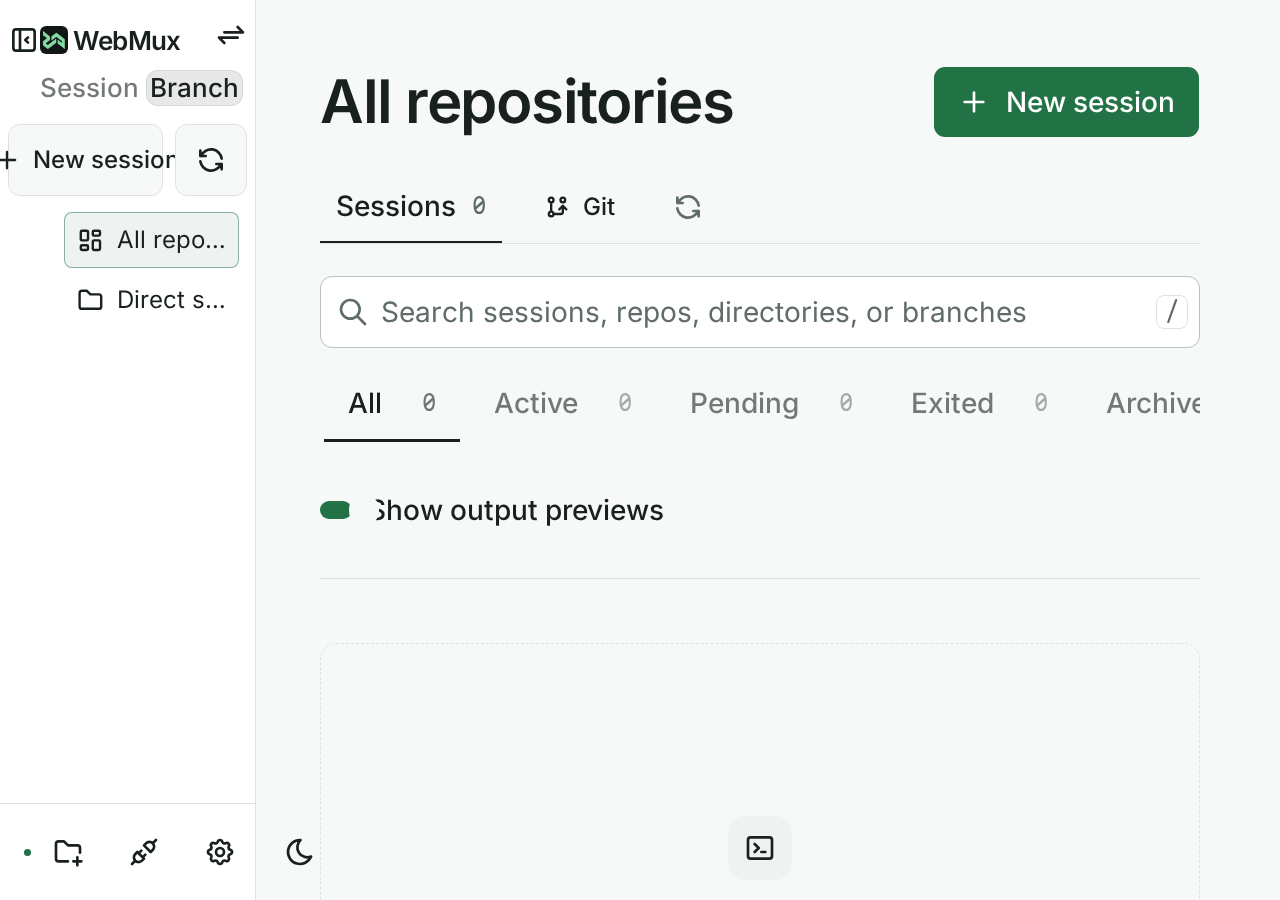 WebMux
Session Branch
New session
All repo...
Direct s...
All repositories
New session
Sessions 0
Git
Search sessions, repos, directories, or branches /
All 0 Active 0 Pending 0 Exited 0 Archive
Show output previews